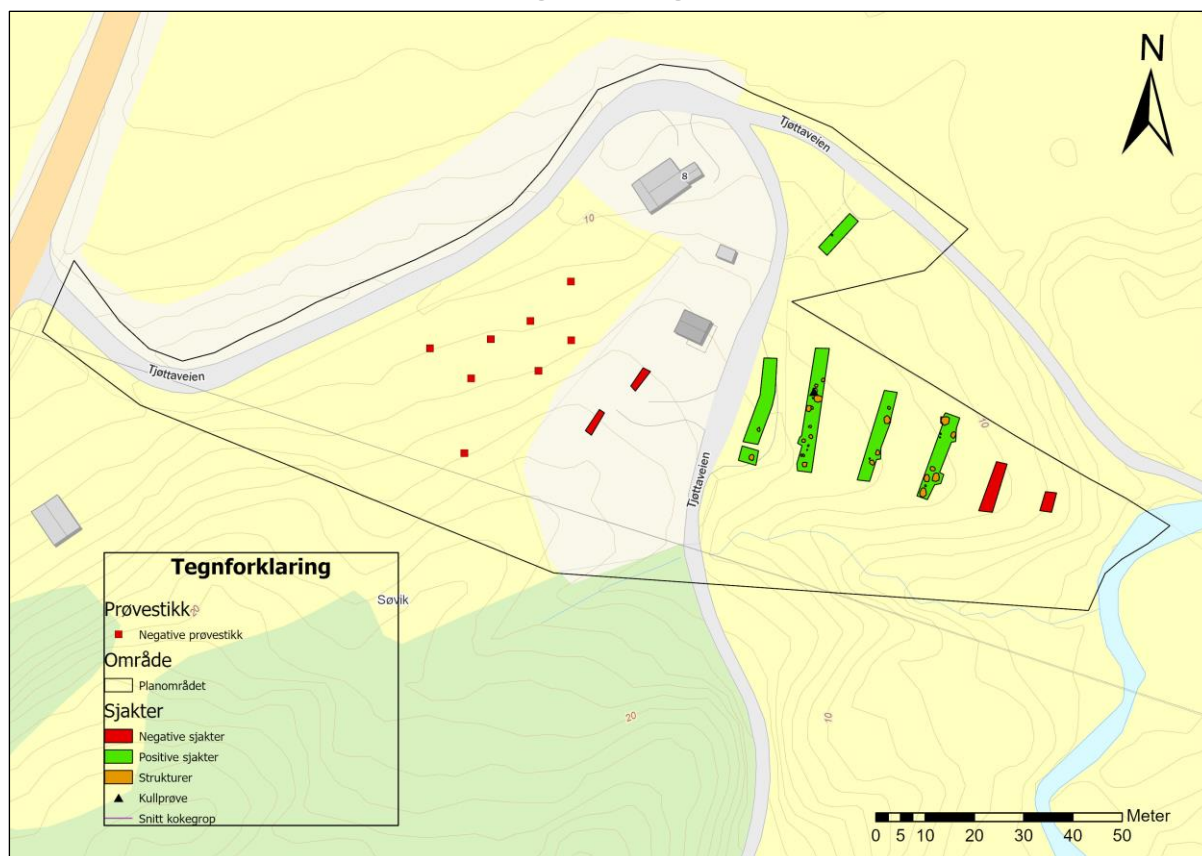 N
Tjøttaveien
8
10
Tjøttaveien
Tjøttaveien
10
Tegnforklaring
Prøvestikk
20
Negative prøvestikk
Søvik
Område
Planområdet
Sjakter
Negative sjakter
Positive sjakter
Strukturer
Kullprøve
Snitt kokegrop
20
10
Meter
0 5 10 20 30 40 50